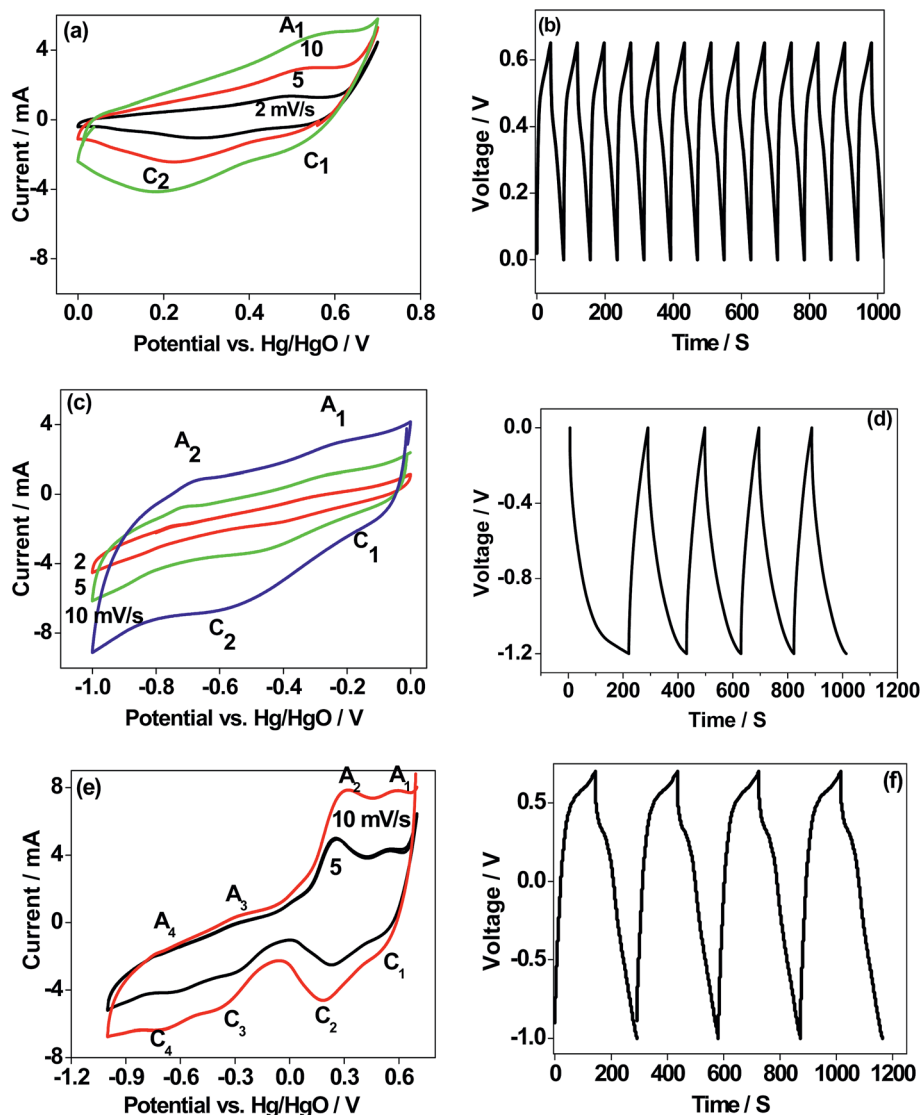 (a)
A1
10
5
2 mV/s
C2
C1
4
0
-4
-8
0.0 0.2 0.4 0.6 0.8
Current / mA
Potential vs. Hg/HgO / V
(b)
0.6
0.4
0.2
0.0
0 200 400 600 800 1000
Voltage / V
Time / S
(c)
A1
A2
2
5
10 mV/s
C1
C2
4
0
-4
-8
-1.0 -0.8 -0.6 -0.4 -0.2 0.0
Current / mA
Potential vs. Hg/HgO / V
(d)
0.0
-0.4
-0.8
-1.2
0 200 400 600 800 1000 1200
Voltage / V
Time / S
(e)
A2 A1
10 mV/s
5
A3
A4
C1
C2
C3
C4
8
4
0
-4
-8
-1.2 -0.9 -0.6 -0.3 0.0 0.3 0.6
Current / mA
Potential vs. Hg/HgO / V
(f)
0.5
0.0
-0.5
-1.0
0 200 400 600 800 1000 1200
Voltage / V
Time / S